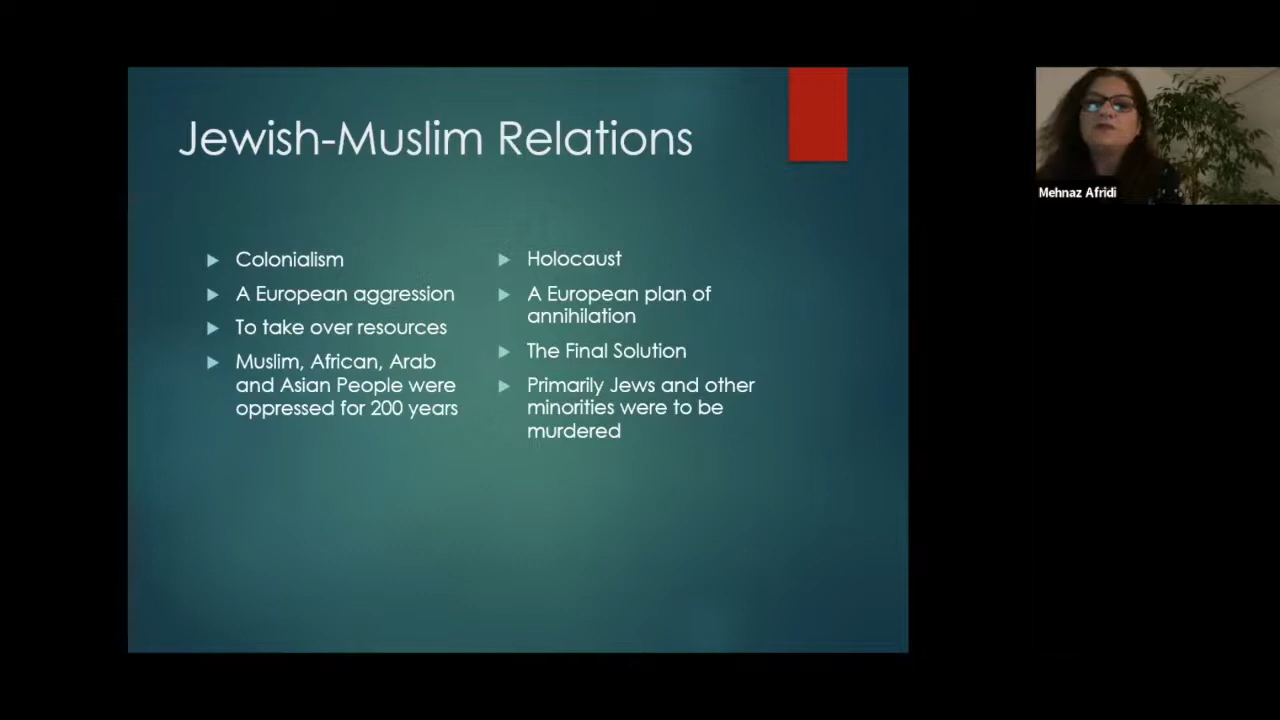 Jewish-Muslim Relations
Colonialism
A European aggression
To take over resources
Muslim, African, Arab
and Asian People were
oppressed for 200 years
Holocaust
A European plan of
annihilation
The Final Solution
Primarily Jews and other
minorities were to be
murdered
Mehnaz Afridi